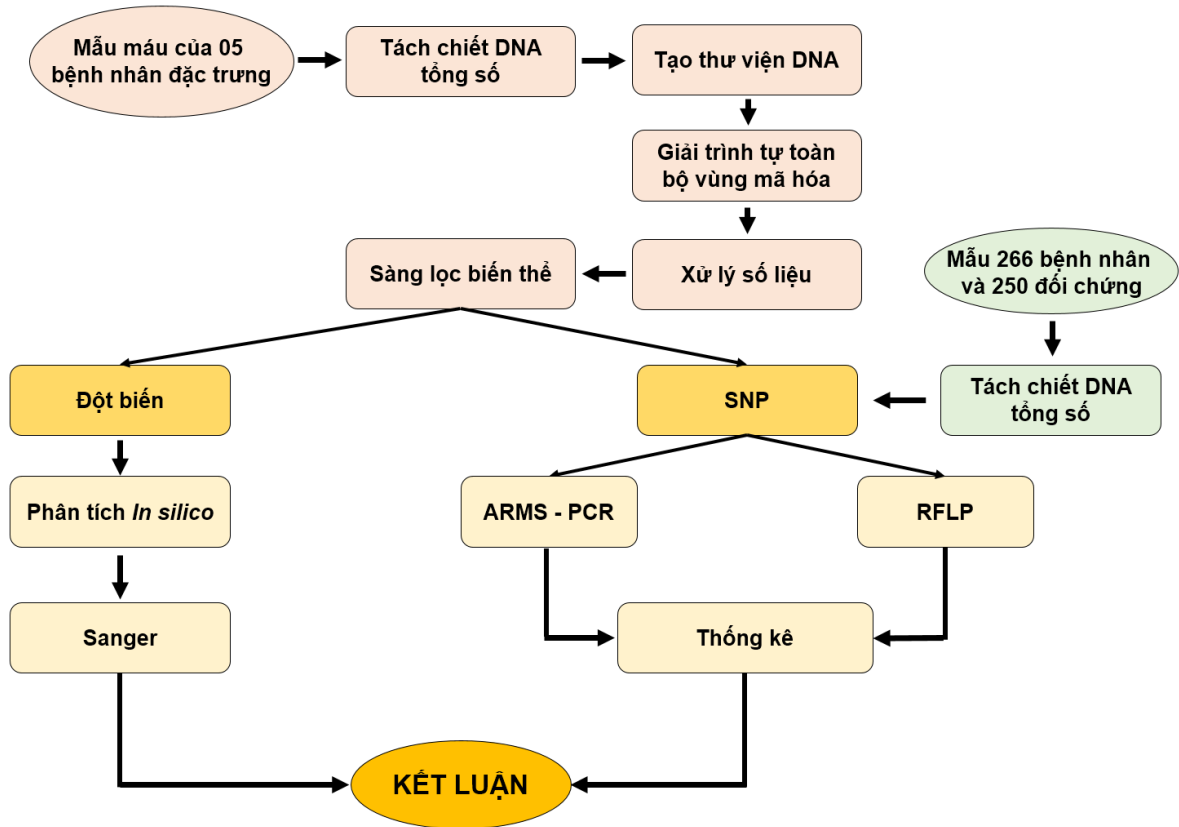 Mẫu máu của 05
bệnh nhân đặc trưng
Tách chiết DNA
tổng số
Tạo thư viện DNA
Giải trình tự toàn
bộ vùng mã hóa
Sàng lọc biến thể
Xử lý số liệu
Mẫu 266 bệnh nhân
và 250 đối chứng
Đột biến
SNP
Tách chiết DNA
tổng số
Phân tích In silico
ARMS - PCR
RFLP
Sanger
Thống kê
KẾT LUẬN